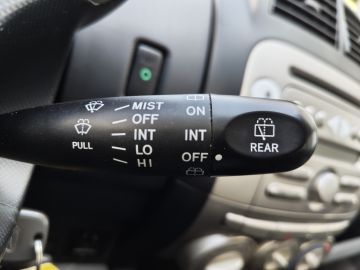 MIST
OFF
INT
LO
HI
PULL
ON
INT
OFF
REAR